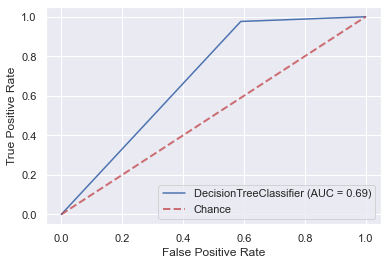 1.0
0.8
0.6
0.4
0.2
0.0
True Positive Rate
DecisionTreeClassifier (AUC = 0.69)
Chance
0.0 0.2 0.4 0.6 0.8 1.0
False Positive Rate